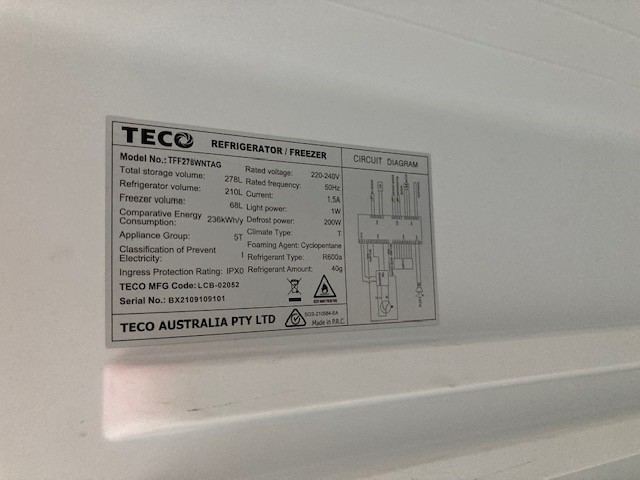 TECO REFRIGERATOR / FREEZER
Model No.: TFF278WNTAG
Total storage volume: 278L
Refrigerator volume: 210L
Freezer volume: 68L
Comparative Energy
Consumption: 236kWh/y
Appliance Group: 5T
Classification of Prevent
Electricity: I
Ingress Protection Rating: IPX0
TECO MFG Code: LCB-02052
Serial No.: BX2109109101
Rated voltage: 220-240V
Rated frequency: 50Hz
Current: 1.5A
Light power: 1W
Defrost power: 200W
Climate Type: T
Foaming Agent: Cyclopentane
Refrigerant Type: R600a
Refrigerant Amount: 40g
TECO AUSTRALIA PTY LTD
Made in P.R.C.
CIRCUIT DIAGRAM